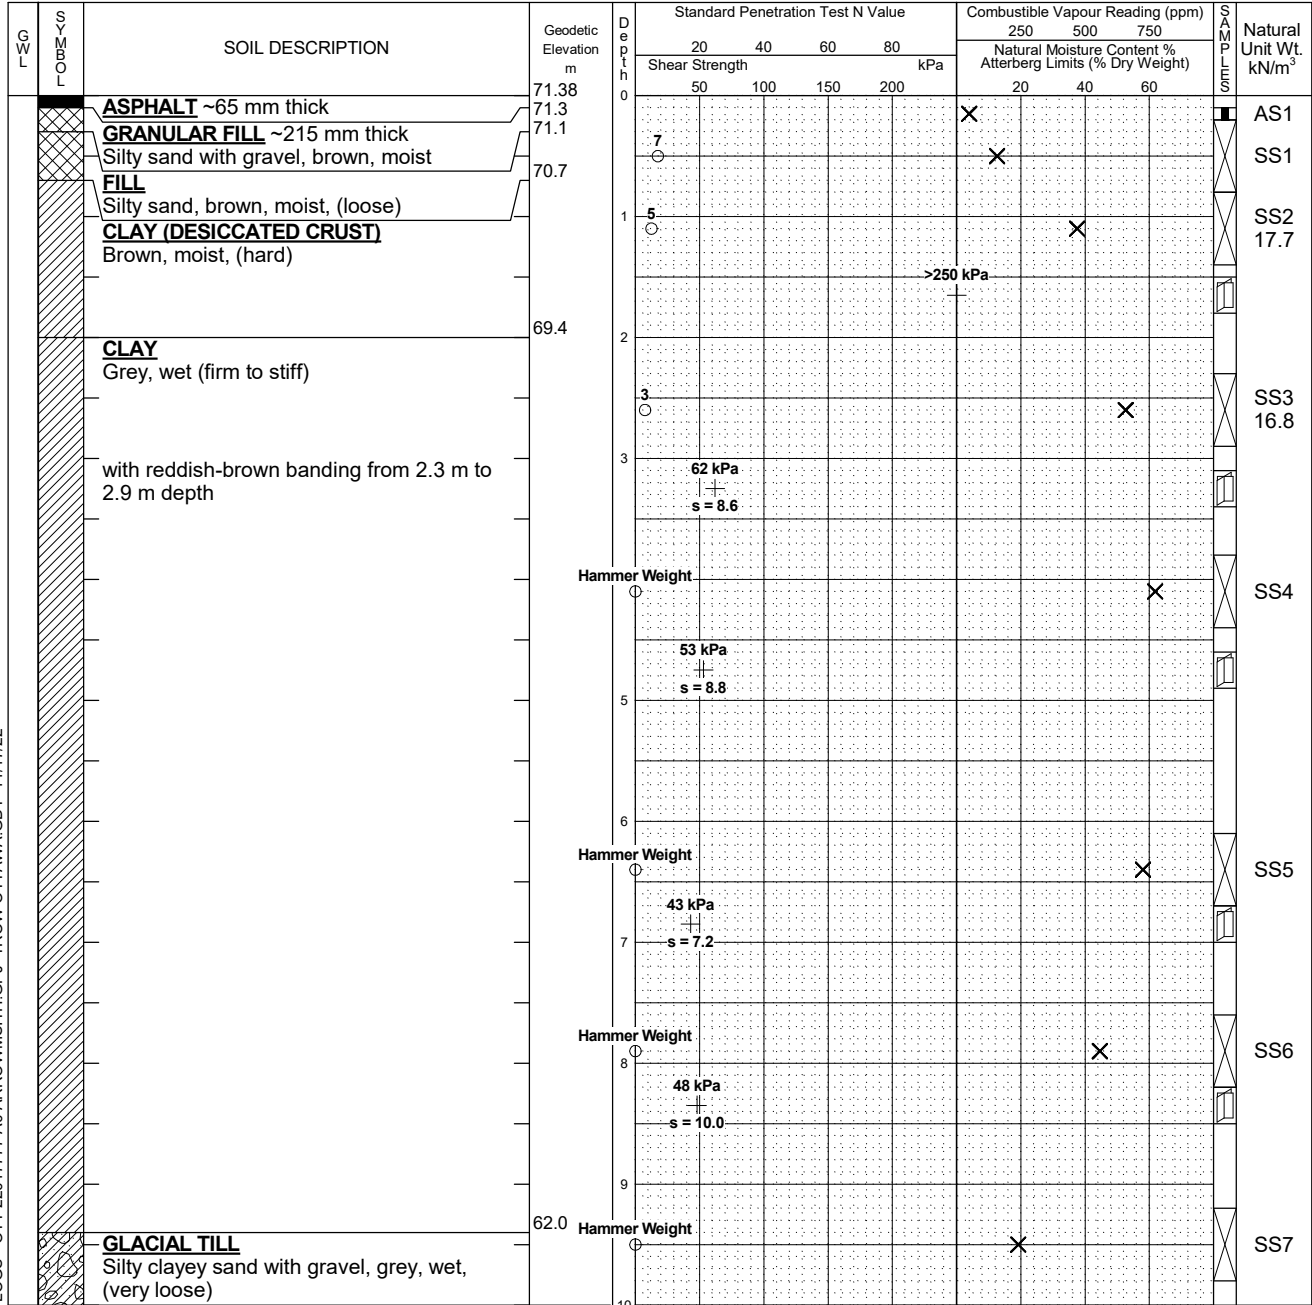 GWL
SYMBOL
SOIL DESCRIPTION
Geodetic
Elevation
m
Depth
Standard Penetration Test N Value
20 40 60 80
Shear Strength kPa
50 100 150 200
Combustible Vapour Reading (ppm)
250 500 750
Natural Moisture Content %
Atterberg Limits (% Dry Weight)
20 40 60
SAMPLES
Natural
Unit Wt.
kN/m³
71.38 0
ASPHALT ~65 mm thick 71.3 AS1
GRANULAR FILL ~215 mm thick 71.1
Silty sand with gravel, brown, moist 7 SS1
70.7
FILL
Silty sand, brown, moist, (loose) 1 5 SS2
CLAY (DESICCATED CRUST) 17.7
Brown, moist, (hard)
>250 kPa
69.4
2
CLAY
Grey, wet (firm to stiff)
3 SS3
16.8
3
with reddish-brown banding from 2.3 m to 62 kPa
2.9 m depth
s = 8.6
Hammer Weight
SS4
53 kPa
s = 8.8
5
6
Hammer Weight
SS5
43 kPa
7 s = 7.2
Hammer Weight
SS6
8
48 kPa
s = 10.0
9
62.0 Hammer Weight
GLACIAL TILL SS7
Silty clayey sand with gravel, grey, wet,
(very loose)
10